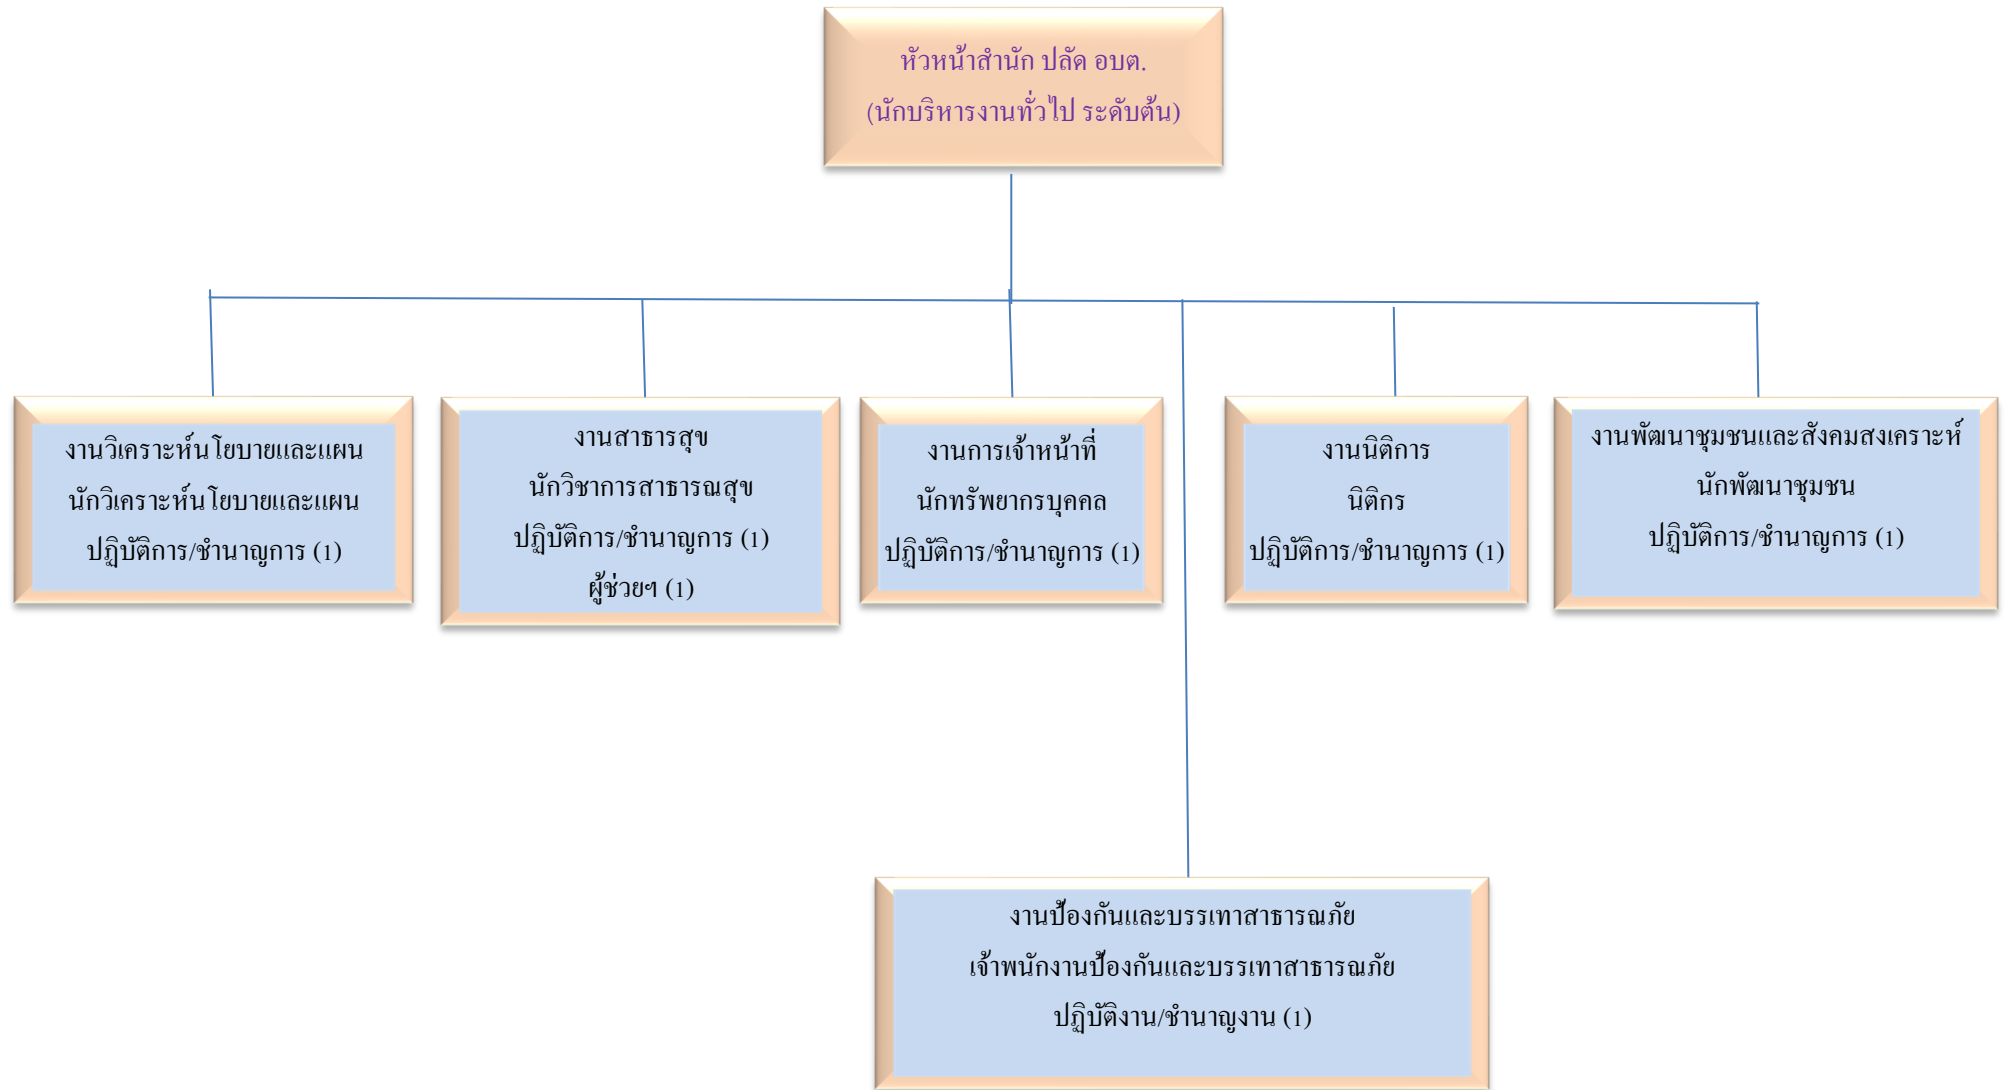 หัวหน้าสำนัก ปลัด อบต.
(นักบริหารงานทั่วไป ระดับต้น)
งานวิเคราะห์นโยบายและแผน
นักวิเคราะห์นโยบายและแผน
ปฏิบัติการ/ชำนาญการ (1)
งานสาธารสุข
นักวิชาการสาธารณสุข
ปฏิบัติการ/ชำนาญการ (1)
ผู้ช่วยฯ (1)
งานการเจ้าหน้าที่
นักทรัพยากรบุคคล
ปฏิบัติการ/ชำนาญการ (1)
งานนิติการ
นิติกร
ปฏิบัติการ/ชำนาญการ (1)
งานพัฒนาชุมชนและสังคมสงเคราะห์
นักพัฒนาชุมชน
ปฏิบัติการ/ชำนาญการ (1)
งานป้องกันและบรรเทาสาธารณภัย
เจ้าพนักงานป้องกันและบรรเทาสาธารณภัย
ปฏิบัติงาน/ชำนาญงาน (1)